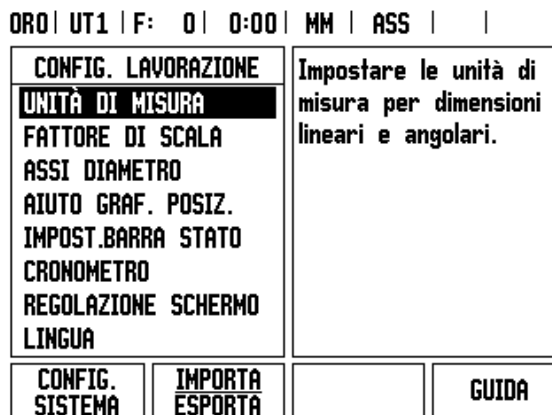 ORO| UT1 |F: 0| 0:00| MM | ASS | |
CONFIG. LAVORAZIONE
UNITÀ DI MISURA
FATTORE DI SCALA
ASSI DIAMETRO
AIUTO GRAF. POSIZ.
IMPOST.BARRA STATO
CRONOMETRO
REGOLAZIONE SCHERMO
LINGUA
Impostare le unità di
misura per dimensioni
lineari e angolari.
CONFIG.
SISTEMA
IMPORTA
ESPORTA
GUIDA